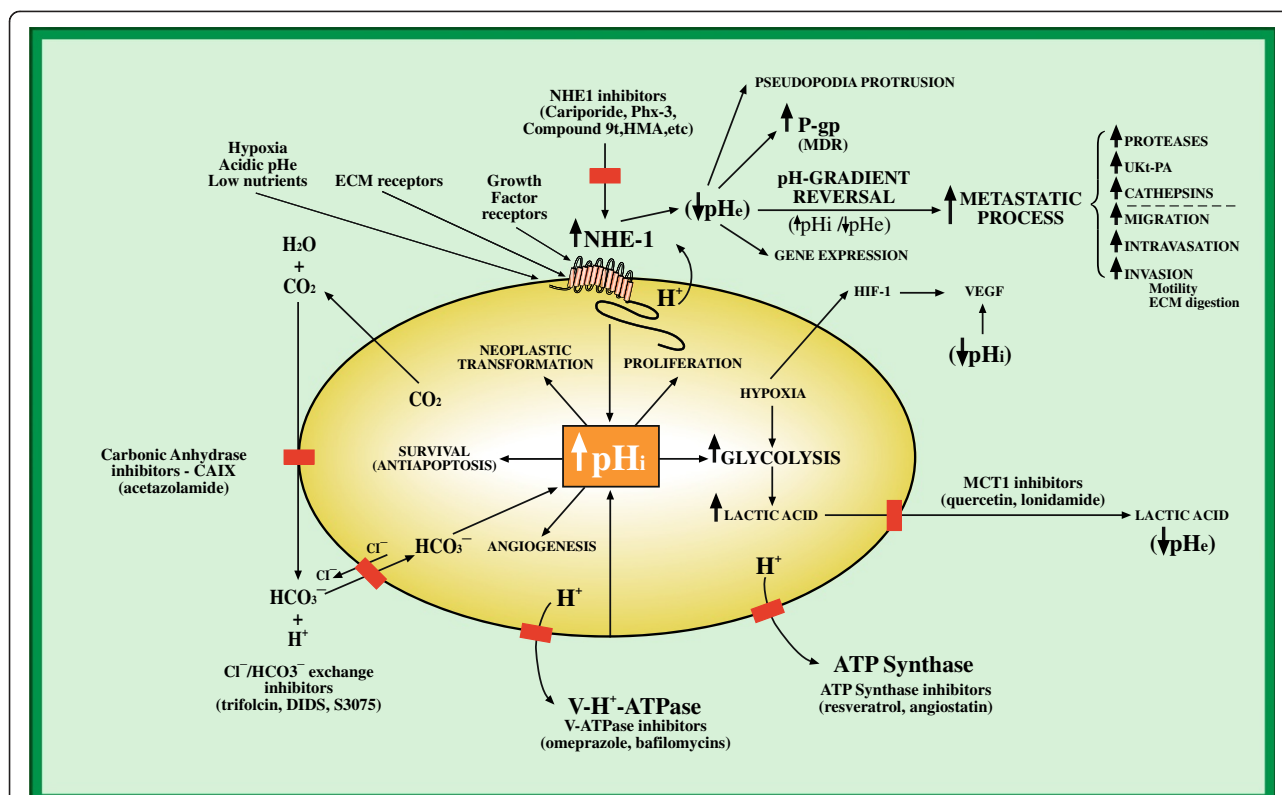 NHE1 inhibitors
(Cariporide, Phx-3,
Compound 9t,HMA,etc)
PSEUDOPODIA PROTRUSION
P-gp
(MDR)
Hypoxia
Acidic pHe
Low nutrients
ECM receptors
Growth
Factor
receptors
NHE-1
(pHe)
pH-GRADIENT
REVERSAL
(pHi /pHe)
GENE EXPRESSION
METASTATIC
PROCESS
PROTEASES
UKt-PA
CATHEPSINS
MIGRATION
INTRAVASATION
INVASION
Motility
ECM digestion
H2O
+
CO2
H+
HIF-1
VEGF
(pHi)
NEOPLASTIC
TRANSFORMATION
PROLIFERATION
HYPOXIA
CO2
Carbonic Anhydrase
inhibitors - CAIX
(acetazolamide)
SURVIVAL
(ANTIAPOPTOSIS)
pHi
GLYCOLYSIS
LACTIC ACID
MCT1 inhibitors
(quercetin, lonidamide)
LACTIC ACID
(pHe)
Cl−
HCO3−
ANGIOGENESIS
Cl−
HCO3−
+
H+
H+
H+
Cl−/HCO3− exchange
inhibitors
(trifolcin, DIDS, S3075)
V-H+-ATPase
V-ATPase inhibitors
(omeprazole, bafilomycins)
ATP Synthase
ATP Synthase inhibitors
(resveratrol, angiostatin)